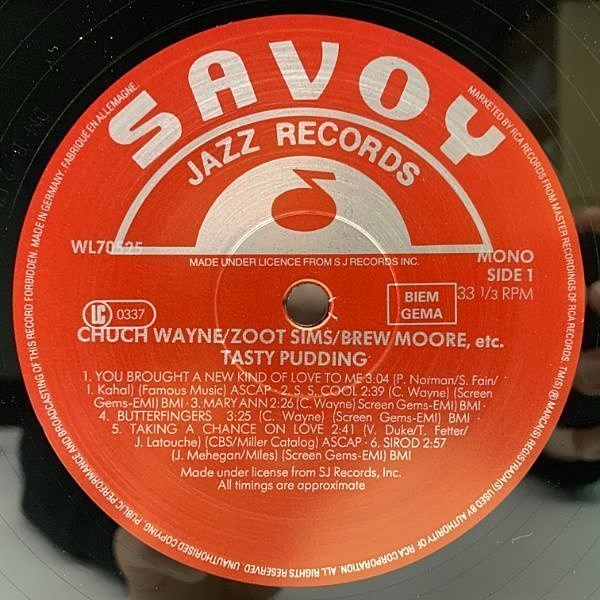 SAVOY
JAZZ RECORDS
WL70525
MADE UNDER LICENCE FROM S J RECORDS INC.
MONO
SIDE 1
33 1/3 RPM
LC 0337
BIEM
GEMA
CHUCH WAYNE/ZOOT SIMS/BREW MOORE, etc.
TASTY PUDDING
1. YOU BROUGHT A NEW KIND OF LOVE TO ME 3:04 (P. Norman/S. Fain/
I. Kahal) (Famous Music) ASCAP · 2. S. S. COOL 2:39 (C. Wayne) (Screen
Gems-EMI) BMI · 3. MARY ANN 2:26 (C. Wayne) Screen Gems-EMI) BMI ·
4. BUTTERFINGERS 3:25 (C. Wayne) (Screen Gems-EMI) BMI
5. TAKING A CHANCE ON LOVE 2:41 (V. Duke/T. Fetter/
J. Latouche) (CBS/Miller Catalog) ASCAP · 6. SIROD 2:57
(J. Mehegan/Miles) (Screen Gems-EMI) BMI
Made under license from SJ Records, Inc.
All timings are approximate
MADE IN GERMANY. FABRIQUE EN ALLEMAGNE.
MARKETED BY RCA RECORDS FROM MASTER RECORDINGS OF RCA RECORDS. TM(S) ® MARCA(S) REGISTRADA(S) USED BY AUTHORITY OF RCA CORPORATION. ALL RIGHTS RESERVED. UNAUTHORISED COPYING, PUBLIC PERFORMANCE AND BROADCASTING OF THIS RECORD FORBIDDEN.